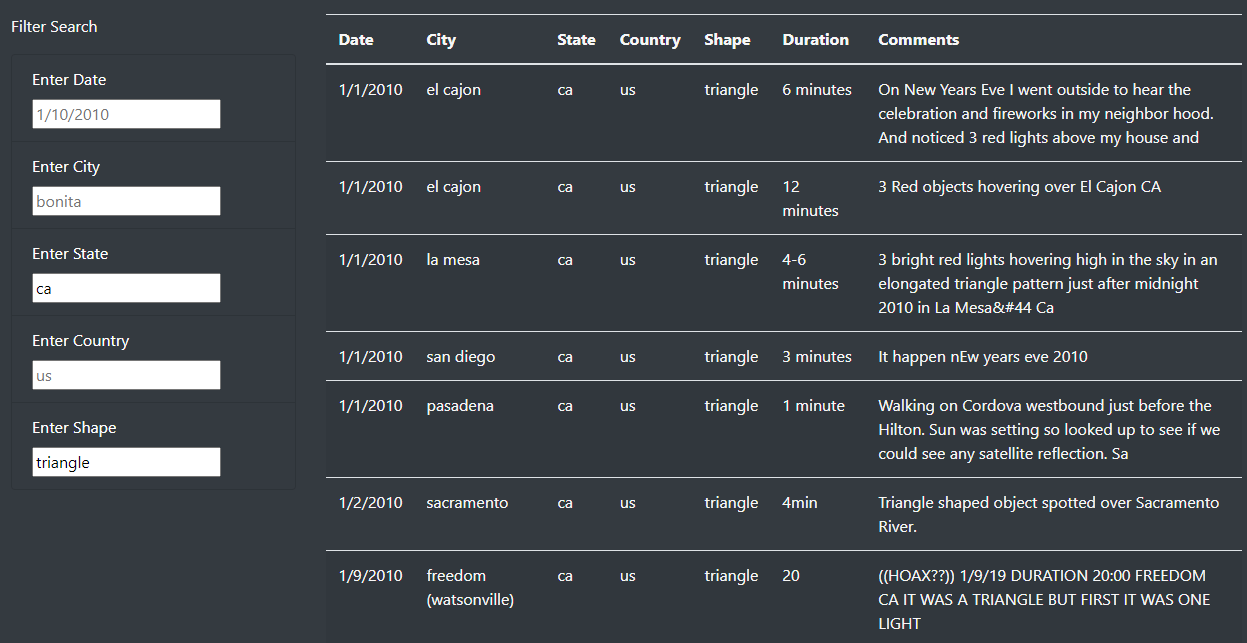 Filter Search
Enter Date
1/10/2010
Enter City
bonita
Enter State
ca
Enter Country
us
Enter Shape
triangle
Date City State Country Shape Duration Comments
1/1/2010 el cajon ca us triangle 6 minutes On New Years Eve I went outside to hear the
celebration and fireworks in my neighbor hood.
And noticed 3 red lights above my house and
1/1/2010 el cajon ca us triangle 12 3 Red objects hovering over El Cajon CA
minutes
1/1/2010 la mesa ca us triangle 4-6 3 bright red lights hovering high in the sky in an
minutes elongated triangle pattern just after midnight
2010 in La Mesa&#44 Ca
1/1/2010 san diego ca us triangle 3 minutes It happen nEw years eve 2010
1/1/2010 pasadena ca us triangle 1 minute Walking on Cordova westbound just before the
Hilton. Sun was setting so looked up to see if we
could see any satellite reflection. Sa
1/2/2010 sacramento ca us triangle 4min Triangle shaped object spotted over Sacramento
River.
1/9/2010 freedom ca us triangle 20 ((HOAX??)) 1/9/19 DURATION 20:00 FREEDOM
(watsonville) CA IT WAS A TRIANGLE BUT FIRST IT WAS ONE
LIGHT